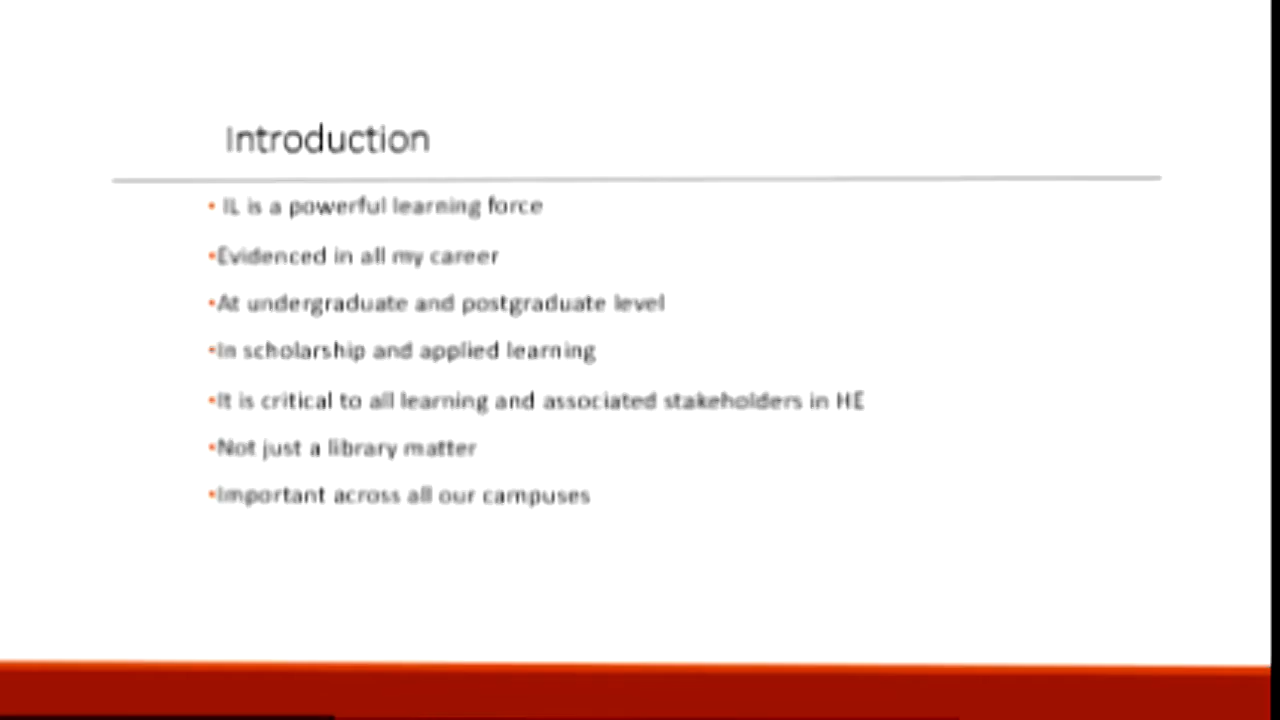 Introduction
• IL is a powerful learning force
•Evidenced in all my career
•At undergraduate and postgraduate level
•In scholarship and applied learning
•It is critical to all learning and associated stakeholders in HE
•Not just a library matter
•Important across all our campuses